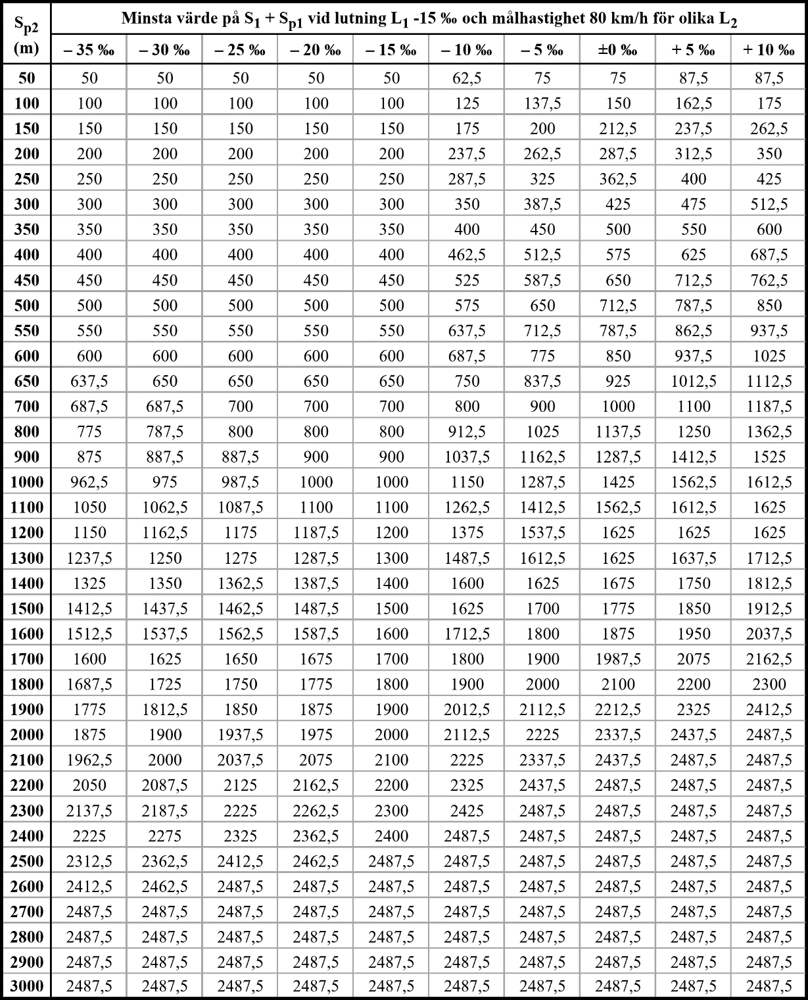 S_p2 (m) Minsta värde på S_1 + S_p1 vid lutning L_1 -15 ‰ och målhastighet 80 km/h för olika L_2
– 35 ‰ – 30 ‰ – 25 ‰ – 20 ‰ – 15 ‰ – 10 ‰ – 5 ‰ ±0 ‰ + 5 ‰ + 10 ‰
50 50 50 50 50 50 62,5 75 75 87,5 87,5
100 100 100 100 100 100 125 137,5 150 162,5 175
150 150 150 150 150 150 175 200 212,5 237,5 262,5
200 200 200 200 200 200 237,5 262,5 287,5 312,5 350
250 250 250 250 250 250 287,5 325 362,5 400 425
300 300 300 300 300 300 350 387,5 425 475 512,5
350 350 350 350 350 350 400 450 500 550 600
400 400 400 400 400 400 462,5 512,5 575 625 687,5
450 450 450 450 450 450 525 587,5 650 712,5 762,5
500 500 500 500 500 500 575 650 712,5 787,5 850
550 550 550 550 550 550 637,5 712,5 787,5 862,5 937,5
600 600 600 600 600 600 687,5 775 850 937,5 1025
650 637,5 650 650 650 650 750 837,5 925 1012,5 1112,5
700 687,5 687,5 700 700 700 800 900 1000 1100 1187,5
800 775 787,5 800 800 800 912,5 1025 1137,5 1250 1362,5
900 875 887,5 887,5 900 900 1037,5 1162,5 1287,5 1412,5 1525
1000 962,5 975 987,5 1000 1000 1150 1287,5 1425 1562,5 1612,5
1100 1050 1062,5 1087,5 1100 1100 1262,5 1412,5 1562,5 1612,5 1625
1200 1150 1162,5 1175 1187,5 1200 1375 1537,5 1625 1625 1625
1300 1237,5 1250 1275 1287,5 1300 1487,5 1612,5 1625 1637,5 1712,5
1400 1325 1350 1362,5 1387,5 1400 1600 1625 1675 1750 1812,5
1500 1412,5 1437,5 1462,5 1487,5 1500 1625 1700 1775 1850 1912,5
1600 1512,5 1537,5 1562,5 1587,5 1600 1712,5 1800 1875 1950 2037,5
1700 1600 1625 1650 1675 1700 1800 1900 1987,5 2075 2162,5
1800 1687,5 1725 1750 1775 1800 1900 2000 2100 2200 2300
1900 1775 1812,5 1850 1875 1900 2012,5 2112,5 2212,5 2325 2412,5
2000 1875 1900 1937,5 1975 2000 2112,5 2225 2337,5 2437,5 2487,5
2100 1962,5 2000 2037,5 2075 2100 2225 2337,5 2437,5 2487,5 2487,5
2200 2050 2087,5 2125 2162,5 2200 2325 2437,5 2487,5 2487,5 2487,5
2300 2137,5 2187,5 2225 2262,5 2300 2425 2487,5 2487,5 2487,5 2487,5
2400 2225 2275 2325 2362,5 2400 2487,5 2487,5 2487,5 2487,5 2487,5
2500 2312,5 2362,5 2412,5 2462,5 2487,5 2487,5 2487,5 2487,5 2487,5 2487,5
2600 2412,5 2462,5 2487,5 2487,5 2487,5 2487,5 2487,5 2487,5 2487,5 2487,5
2700 2487,5 2487,5 2487,5 2487,5 2487,5 2487,5 2487,5 2487,5 2487,5 2487,5
2800 2487,5 2487,5 2487,5 2487,5 2487,5 2487,5 2487,5 2487,5 2487,5 2487,5
2900 2487,5 2487,5 2487,5 2487,5 2487,5 2487,5 2487,5 2487,5 2487,5 2487,5
3000 2487,5 2487,5 2487,5 2487,5 2487,5 2487,5 2487,5 2487,5 2487,5 2487,5